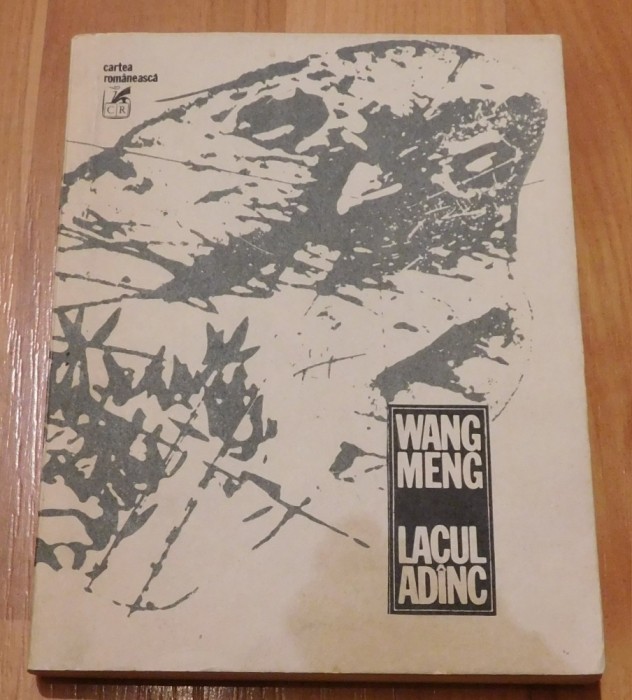 cartea
românească
CR
WANG
MENG
LACUL
ADÎNC